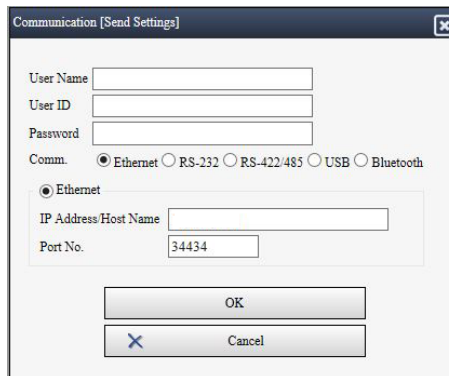 Communication [Send Settings]
User Name
User ID
Password
Comm. Ethernet RS-232 RS-422/485 USB Bluetooth
Ethernet
IP Address/Host Name
Port No. 34434
OK
Cancel